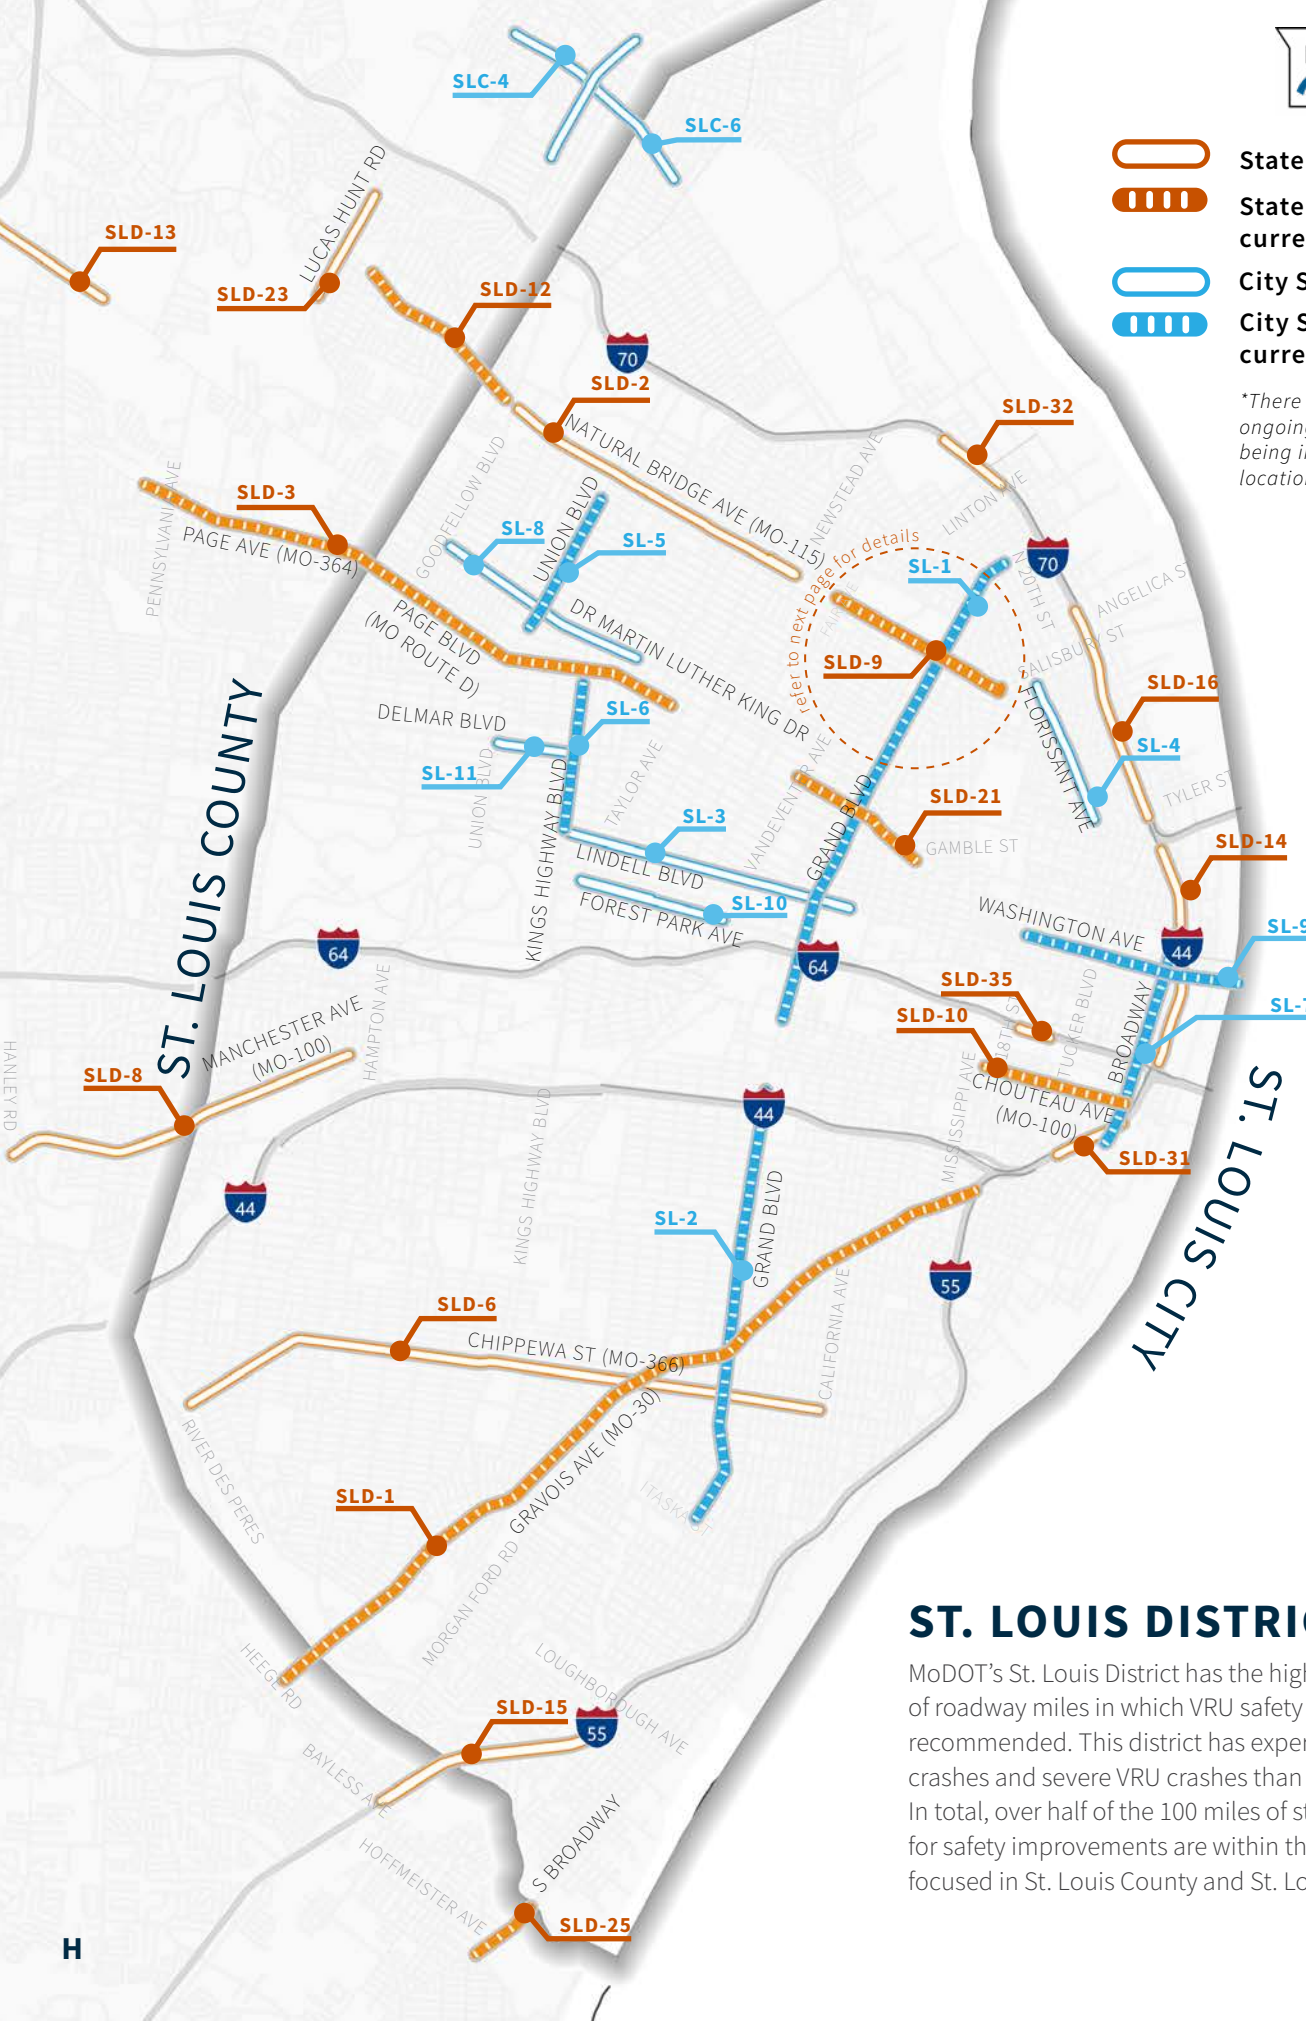 SLC-4
SLC-6
State
State
curre
City S
City S
curre
*There
ongoing
being i
location
LUCAS HUNT RD
SLD-13
SLD-23
SLD-12
70
SLD-2
SLD-32
NATURAL BRIDGE AVE (MO-115)
NEWSTEAD AVE
LINTON AVE
GOODFELLOW BLVD
PENNSYLVANIA AVE
SLD-3
PAGE AVE (MO-364)
UNION BLVD
SL-8
SL-5
refer to next page for details
SL-1
70
N 20TH ST
ANGELICA ST
SALISBURY ST
DR MARTIN LUTHER KING DR
PAGE BLVD
(MO ROUTE D)
SLD-9
SLD-16
FLORISSANT AVE
SL-4
ST. LOUIS COUNTY
DELMAR BLVD
SL-6
SL-11
UNION BLVD
KINGS HIGHWAY BLVD
TAYLOR AVE
VANDEVENTER AVE
GRAND BLVD
SLD-21
TYLER ST
SL-3
GAMBLE ST
SLD-14
LINDELL BLVD
SL-10
FOREST PARK AVE
WASHINGTON AVE
SL-9
64
64
44
SLD-35
SL-7
SLD-10
18TH ST
TUCKER BLVD
BROADWAY
MANCHESTER AVE
(MO-100)
HAMPTON AVE
HANLEY RD
SLD-8
CHOUTEAU AVE
(MO-100)
MISSISSIPPI AVE
SLD-31
ST. LOUIS CITY
44
44
KINGS HIGHWAY BLVD
SL-2
GRAND BLVD
55
SLD-6
CHIPPEWA ST (MO-366)
CALIFORNIA AVE
RIVER DES PERES
GRAVOIS AVE (MO-30)
SLD-1
MORGAN FORD RD
HEEGE RD
LOUGHBOROUGH AVE
SLD-15
55
BAYLESS AVE
HOFFMEISTER AVE
S BROADWAY
SLD-25
ST. LOUIS DISTRIC
MoDOT’s St. Louis District has the high
of roadway miles in which VRU safety
recommended. This district has exper
crashes and severe VRU crashes than
In total, over half of the 100 miles of st
for safety improvements are within th
focused in St. Louis County and St. Lo
H